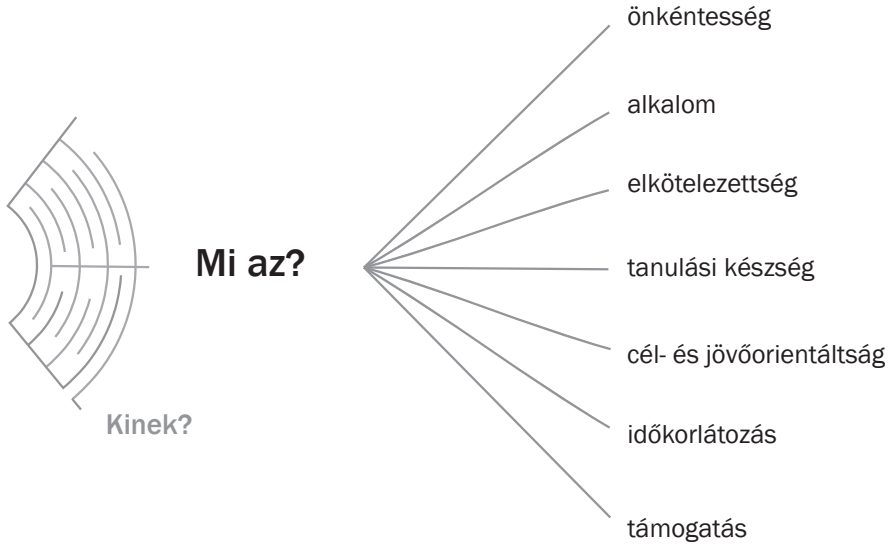 önkéntesség
alkalom
elkötelezettség
Mi az?
tanulási készség
cél- és jövőorientáltság
Kinek?
időkorlátozás
támogatás